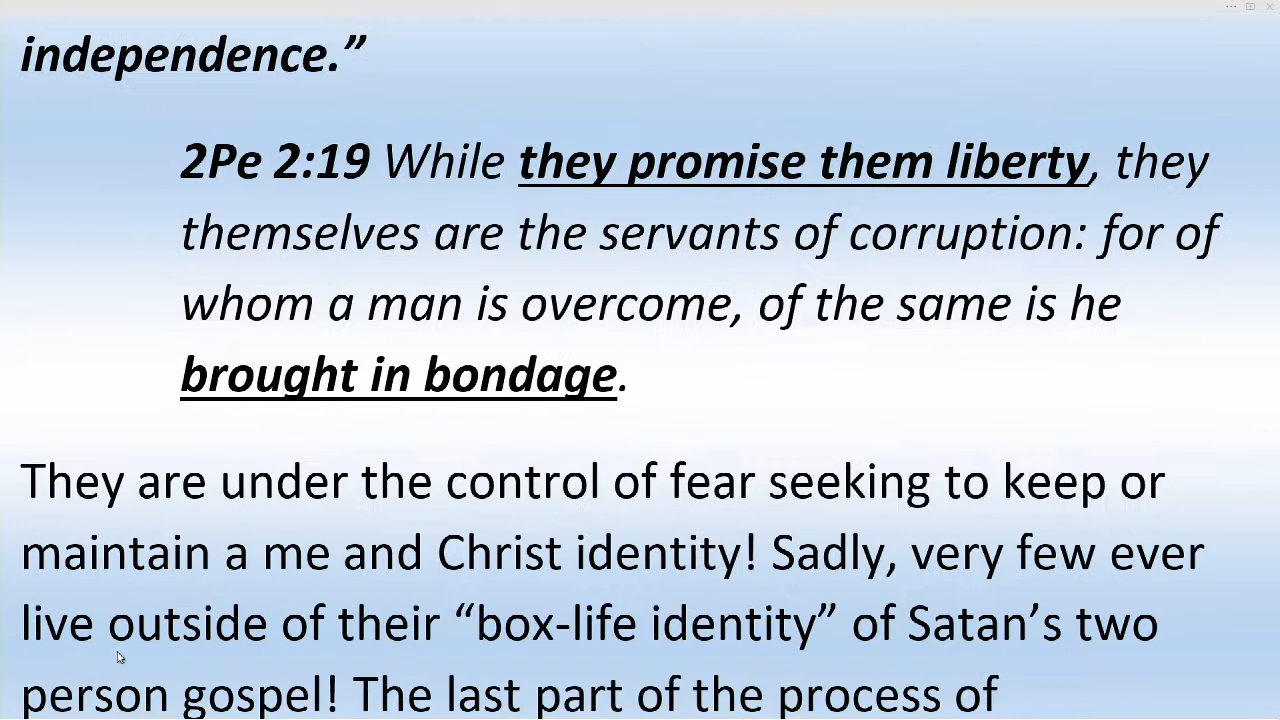 independence.”
2Pe 2:19 While they promise them liberty, they
themselves are the servants of corruption: for of
whom a man is overcome, of the same is he
brought in bondage.
They are under the control of fear seeking to keep or
maintain a me and Christ identity! Sadly, very few ever
live outside of their “box-life identity” of Satan’s two
person gospel! The last part of the process of